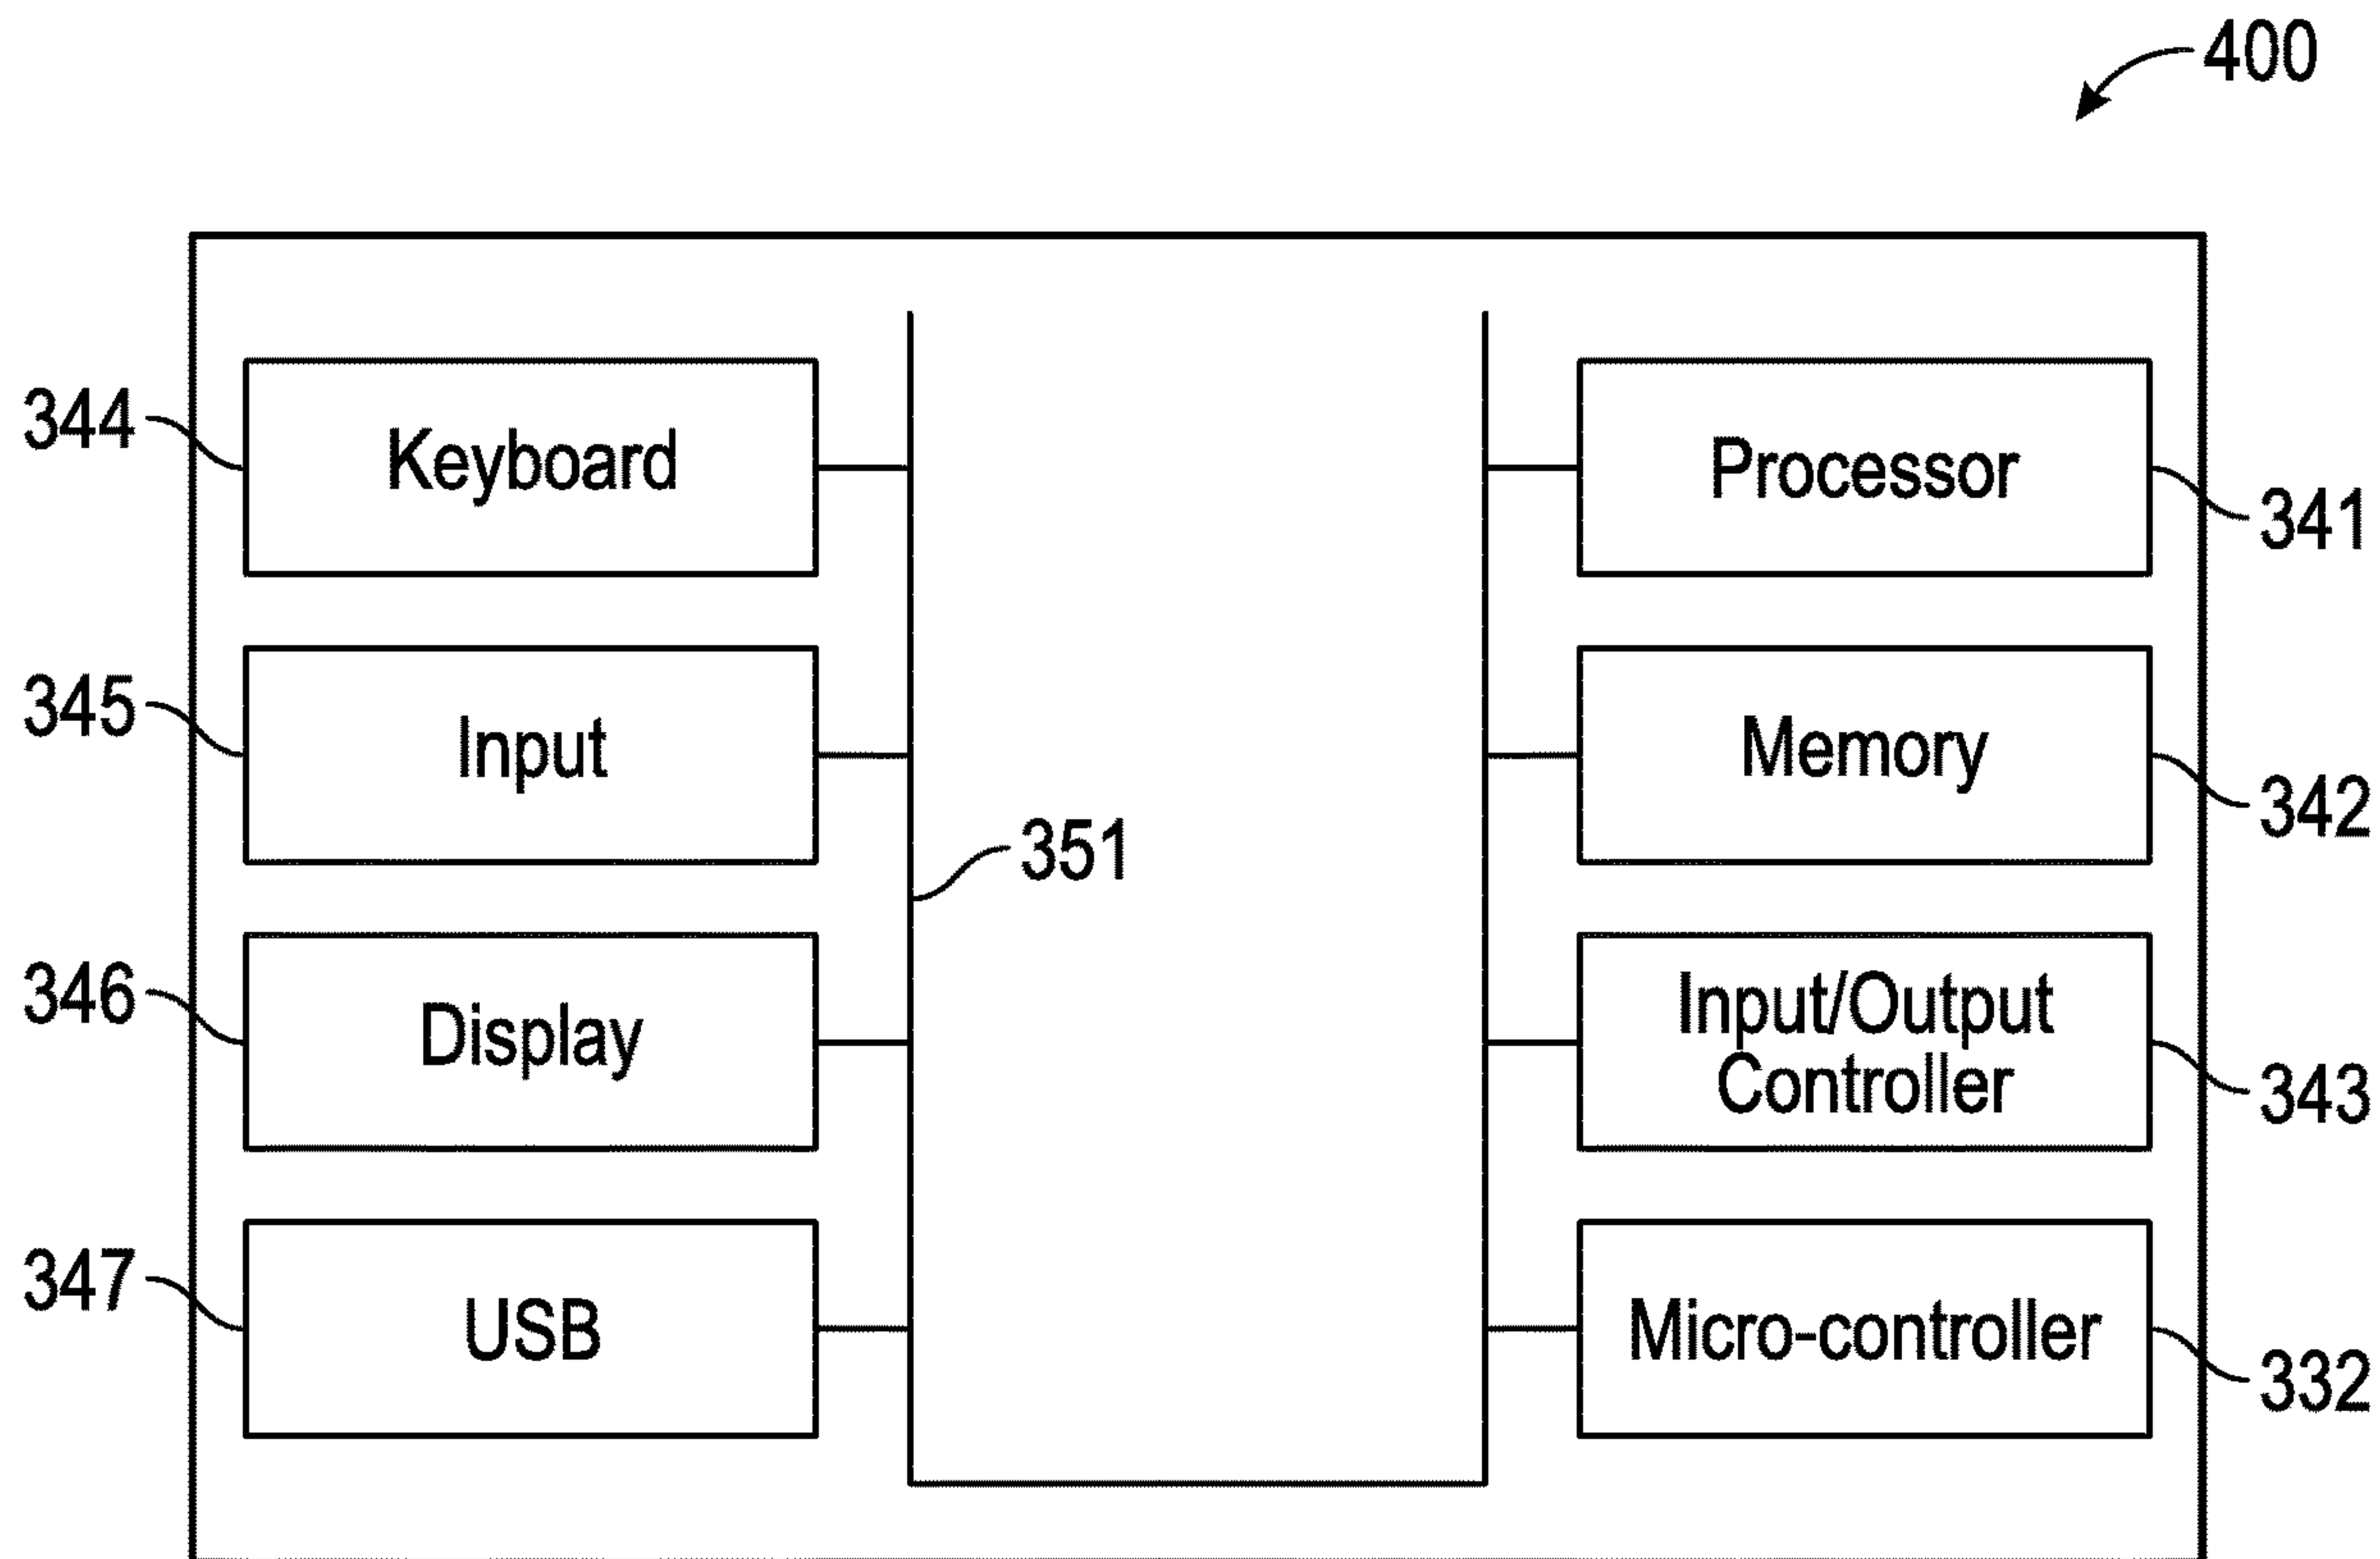 400
344
Keyboard
Processor
341
345
Input
Memory
342
351
346
Display
Input/Output
Controller
343
347
USB
Micro-controller
332